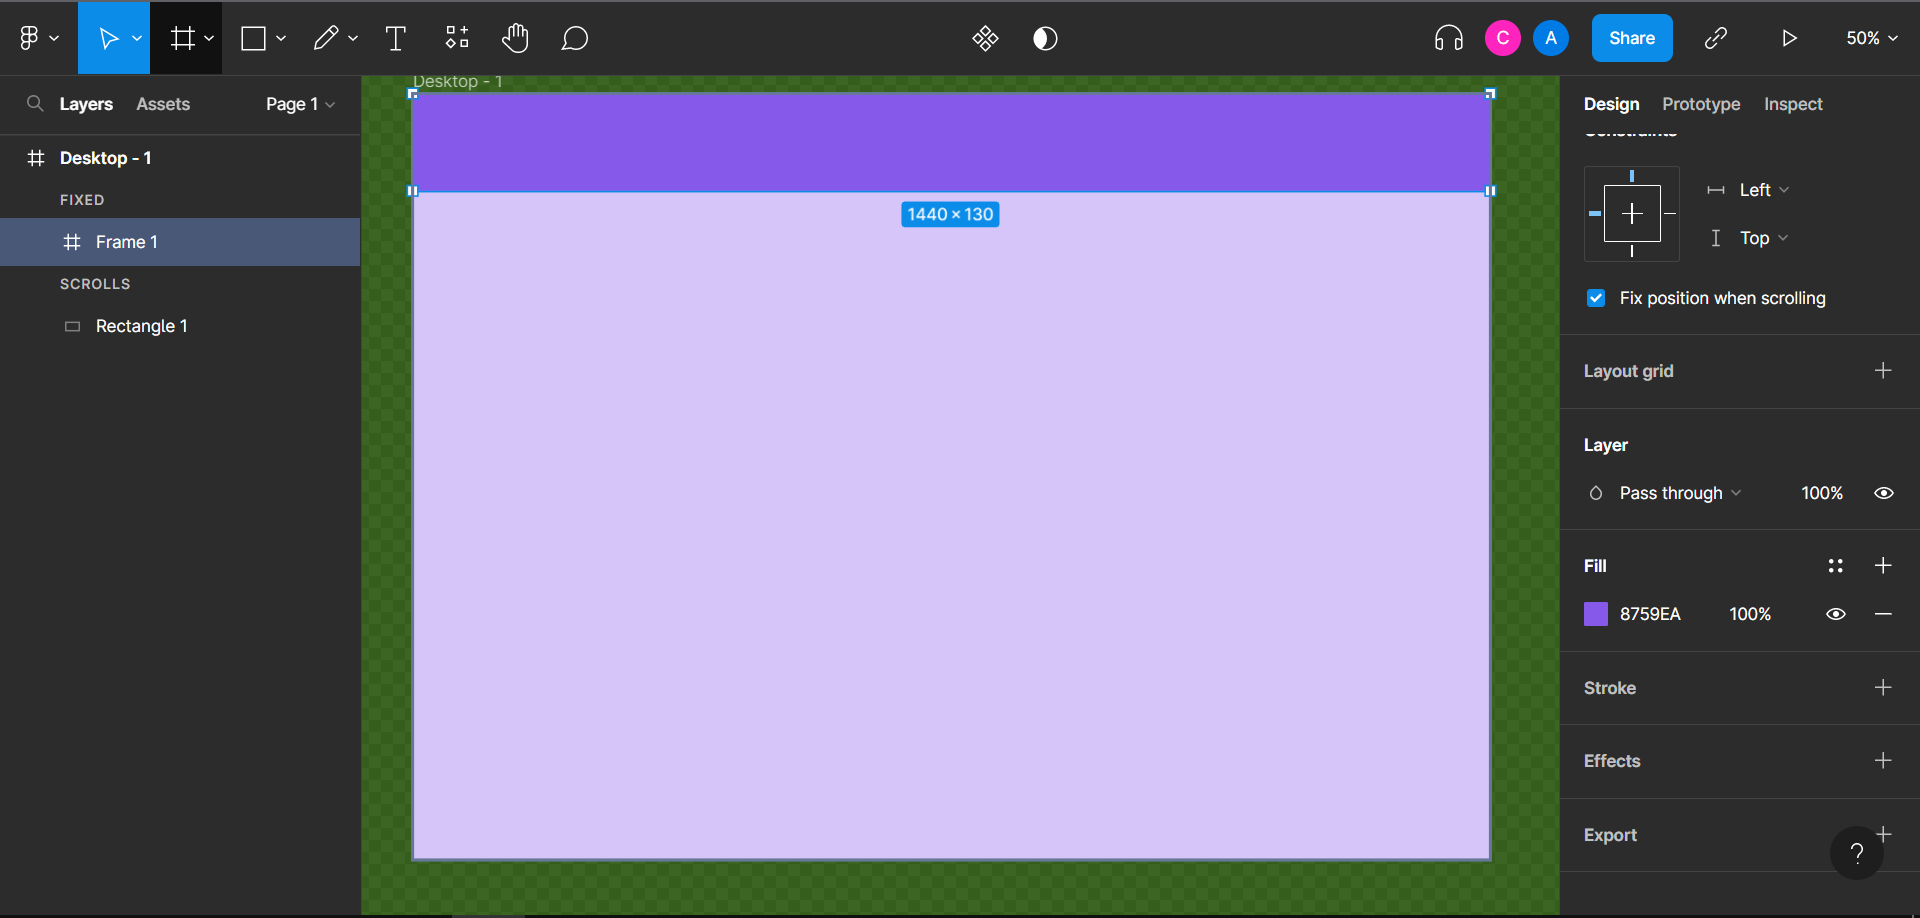 Share
50%
Layers
Assets
Page 1
Desktop - 1
FIXED
Frame 1
SCROLLS
Rectangle 1
Desktop - 1
1440 × 130
C
A
Design
Prototype
Inspect
Constraints
Left
Top
Fix position when scrolling
Layout grid
Layer
Pass through
100%
Fill
8759EA
100%
Stroke
Effects
Export
?